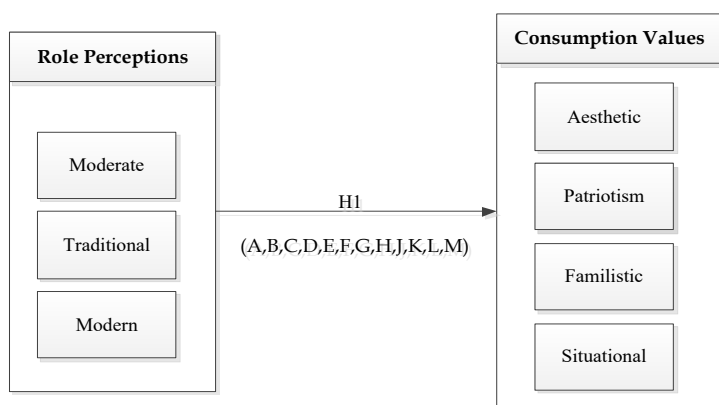 Role Perceptions
Moderate
Traditional
Modern
H1
(A,B,C,D,E,F,G,H,J,K,L,M)
Consumption Values
Aesthetic
Patriotism
Familistic
Situational